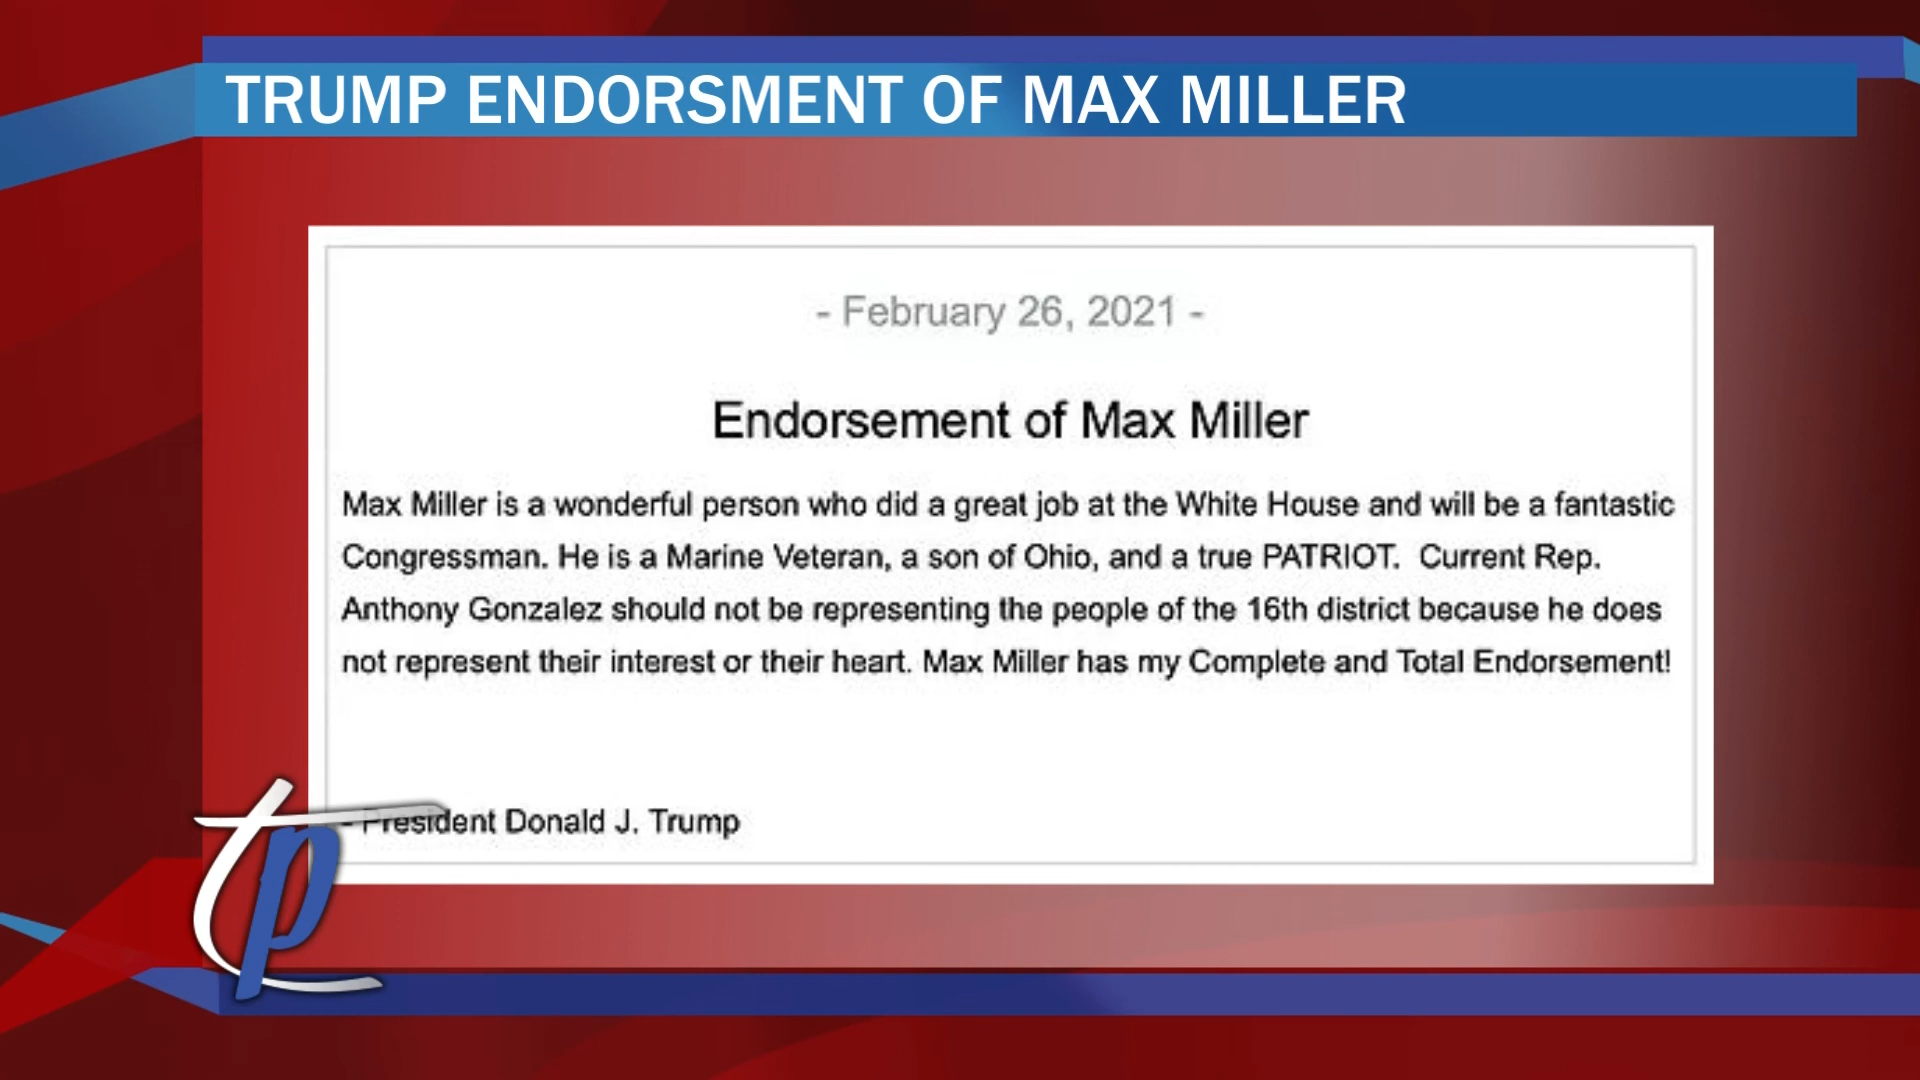 TRUMP ENDORSMENT OF MAX MILLER
- February 26, 2021 -
Endorsement of Max Miller
Max Miller is a wonderful person who did a great job at the White House and will be a fantastic
Congressman. He is a Marine Veteran, a son of Ohio, and a true PATRIOT.  Current Rep.
Anthony Gonzalez should not be representing the people of the 16th district because he does
not represent their interest or their heart. Max Miller has my Complete and Total Endorsement!
- President Donald J. Trump
tp